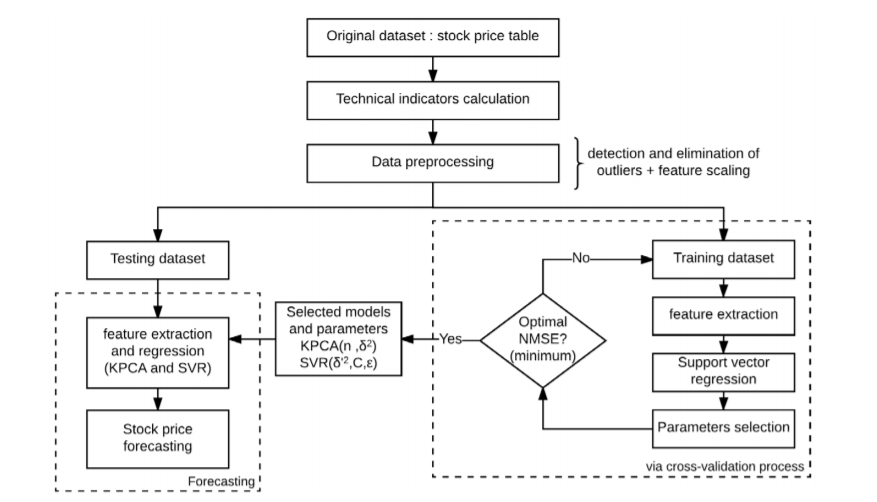 Original dataset : stock price table
Technical indicators calculation
Data preprocessing
detection and elimination of
outliers + feature scaling
Testing dataset
feature extraction
and regression
(KPCA and SVR)
Stock price
forecasting
Forecasting
Selected models
and parameters
KPCA(n ,δ²)
SVR(δ'²,C,ε)
Yes
Optimal
NMSE?
(minimum)
No
Training dataset
feature extraction
Support vector
regression
Parameters selection
via cross-validation process